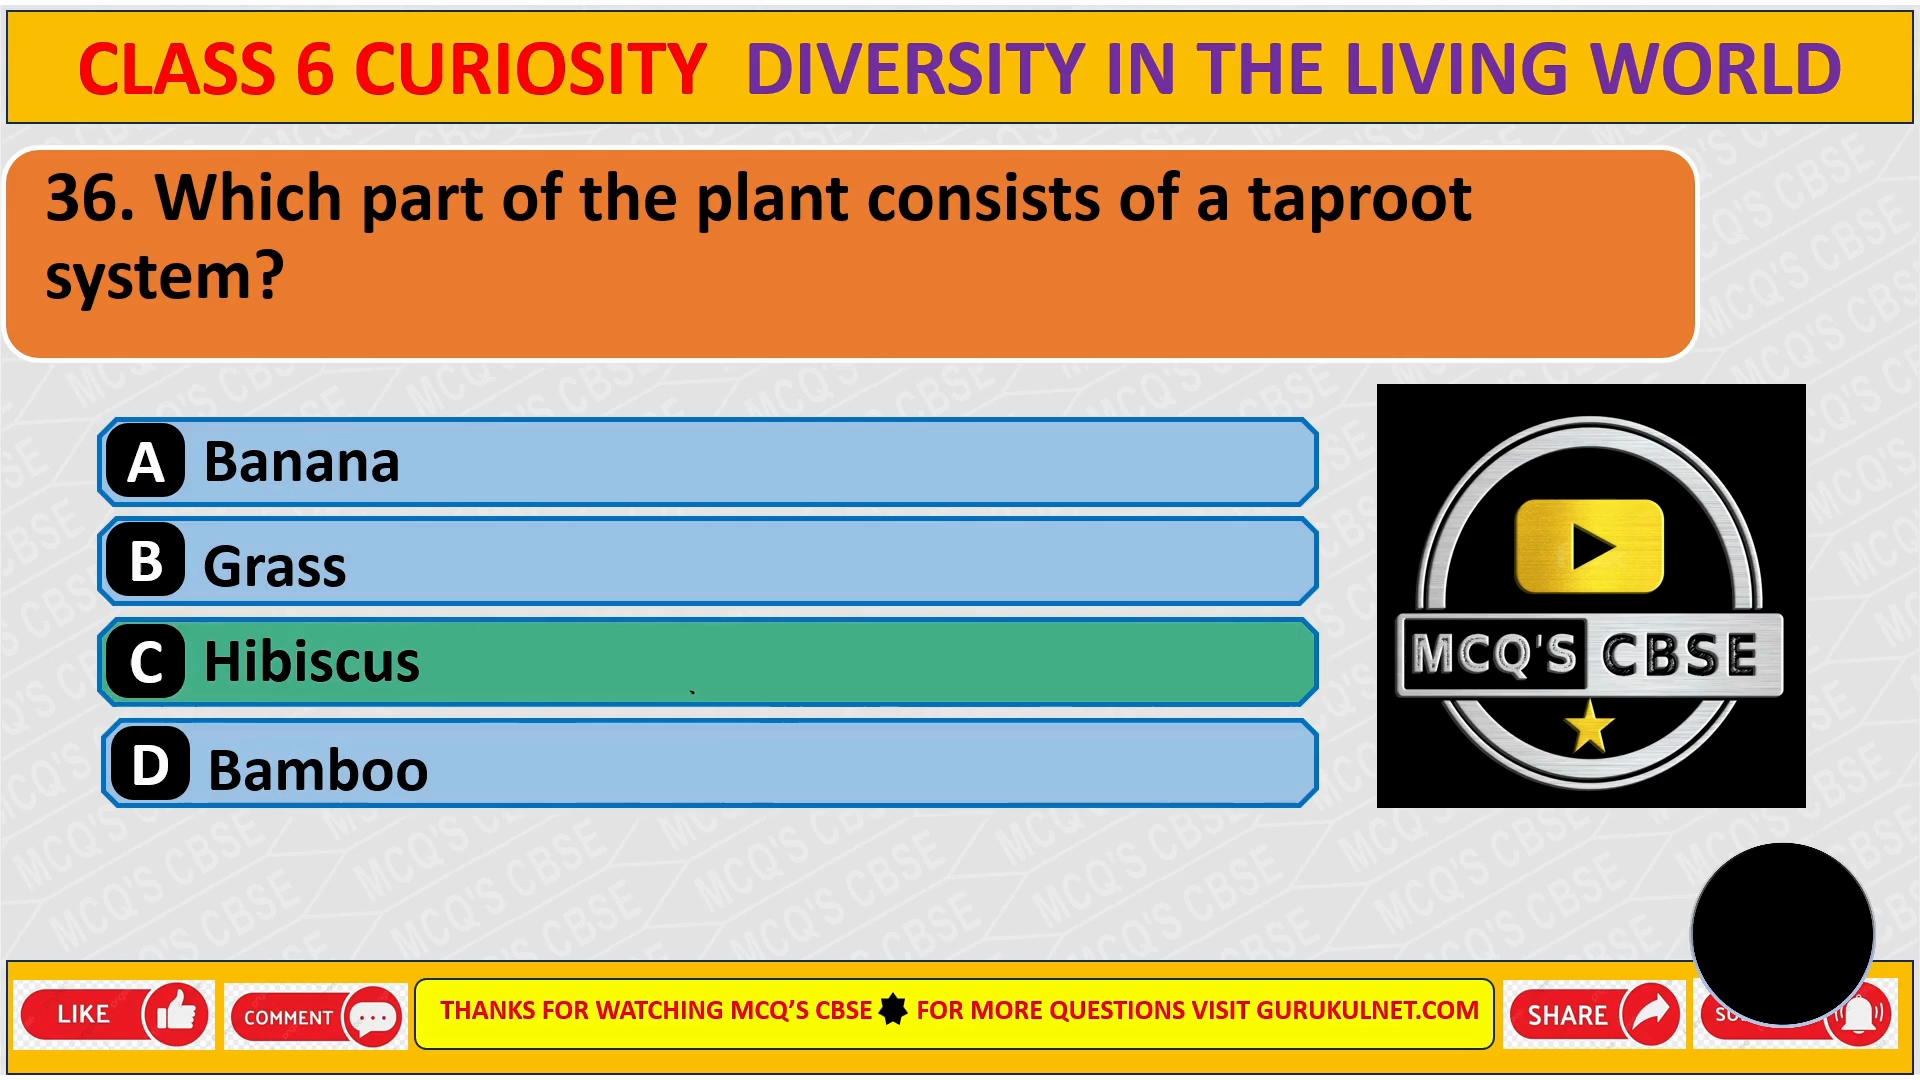 CLASS 6 CURIOSITY DIVERSITY IN THE LIVING WORLD
36. Which part of the plant consists of a taproot
system?
A Banana
B Grass
C Hibiscus
D Bamboo
MCQ'S CBSE
LIKE
COMMENT
THANKS FOR WATCHING MCQ’S CBSE FOR MORE QUESTIONS VISIT GURUKULNET.COM
SHARE